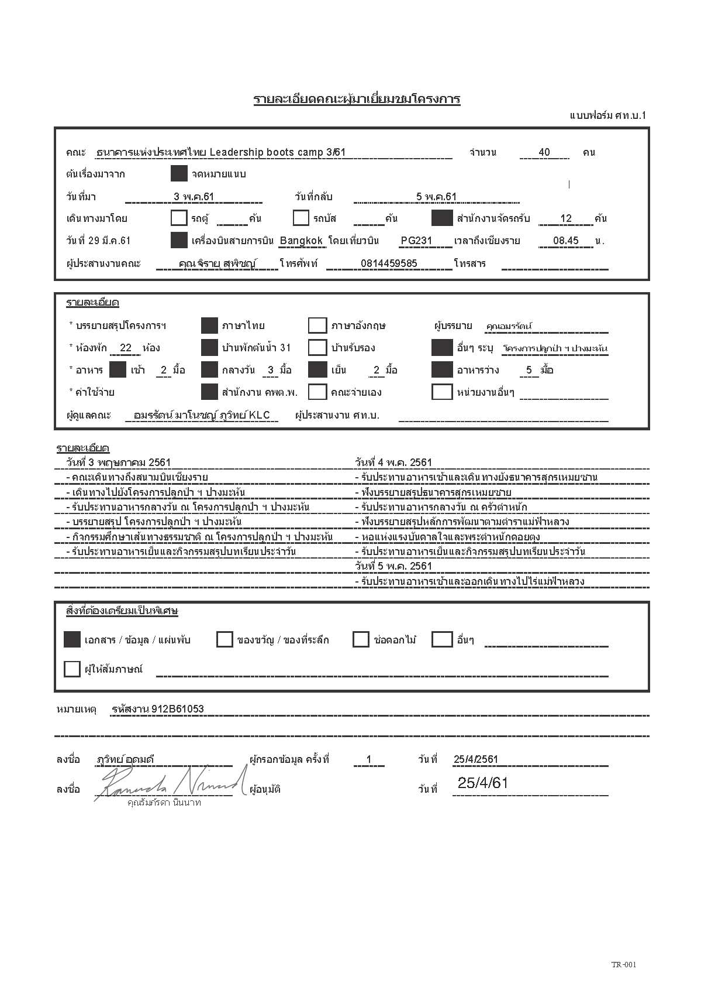 รายละเอียดคณะผู้มาเยี่ยมชมโครงการ
แบบฟอร์ม ศท.บ.1
คณะ ธนาคารแห่งประเทศไทย Leadership boots camp 3/61 จำนวน 40 คน
ต้นเรื่องมาจาก จดหมายแนบ
วันที่มา 3 พ.ค.61 วันที่กลับ 5 พ.ค.61
เดินทางมาโดย รถตู้ คัน รถบัส คัน สำนักงานจัดรถรับ 12 คัน
วันที่ 29 มี.ค.61 เครื่องบินสายการบิน Bangkok โดยเที่ยวบิน PG231 เวลาถึงเชียงราย 08.45 น.
ผู้ประสานงานคณะ คุณจิรายุ สุพิชญ์ โทรศัพท์ 0814459585 โทรสาร
รายละเอียด
* บรรยายสรุปโครงการฯ ภาษาไทย ภาษาอังกฤษ ผู้บรรยาย คุณอมรรัตน์
* ห้องพัก 22 ห้อง บ้านพักต้นน้ำ 31 บ้านรับรอง อื่นๆ ระบุ โครงการปลูกป่า ฯ ปางมะหัน
* อาหาร เช้า 2 มื้อ กลางวัน 3 มื้อ เย็น 2 มื้อ อาหารว่าง 5 มื้อ
* ค่าใช้จ่าย สำนักงาน คพต.พ. คณะจ่ายเอง หน่วยงานอื่นๆ
ผู้ดูแลคณะ อมรรัตน์ มาโนชญ์ ภูวิทย์ KLC ผู้ประสานงาน ศท.บ.
รายละเอียด
วันที่ 3 พฤษภาคม 2561 วันที่ 4 พ.ค. 2561
- คณะเดินทางถึงสนามบินเชียงราย - รับประทานอาหารเช้าและเดินทางยังธนาคารสุกรเหมยซาน
- เดินทางไปยังโครงการปลูกป่า ฯ ปางมะหัน - ฟังบรรยายสรุปธนาคารสุกรเหมยซาย
- รับประทานอาหารกลางวัน ณ โครงการปลูกป่า ฯ ปางมะหัน - รับประทานอาหารกลางวัน ณ ครัวตำหนัก
- บรรยายสรุป โครงการปลูกป่า ฯ ปางมะหัน - ฟังบรรยายสรุปหลักการพัฒนาตามตำราแม่ฟ้าหลวง
- กิจกรรมศึกษาเส้นทางธรรมชาติ ณ โครงการปลูกป่า ฯ ปางมะหัน - หอแห่งแรงบันดาลใจและพระตำหนักดอยตุง
- รับประทานอาหารเย็นและกิจกรรมสรุปบทเรียนประจำวัน - รับประทานอาหารเย็นและกิจกรรมสรุปบทเรียนประจำวัน
วันที่ 5 พ.ค. 2561
- รับประทานอาหารเช้าและออกเดินทางไปไร่แม่ฟ้าหลวง
สิ่งที่ต้องเตรียมเป็นพิเศษ
เอกสาร / ข้อมูล / แผ่นพับ ของขวัญ / ของที่ระลึก ช่อดอกไม้ อื่นๆ
ผู้ให้สัมภาษณ์
หมายเหตุ รหัสงาน 912B61053
ลงชื่อ ภูวิทย์ อุดมดี ผู้กรอกข้อมูล ครั้งที่ 1 วันที่ 25/4/2561
ลงชื่อ ผู้อนุมัติ วันที่ 25/4/61
คุณรัมภ์รดา นินนาท
TR-001